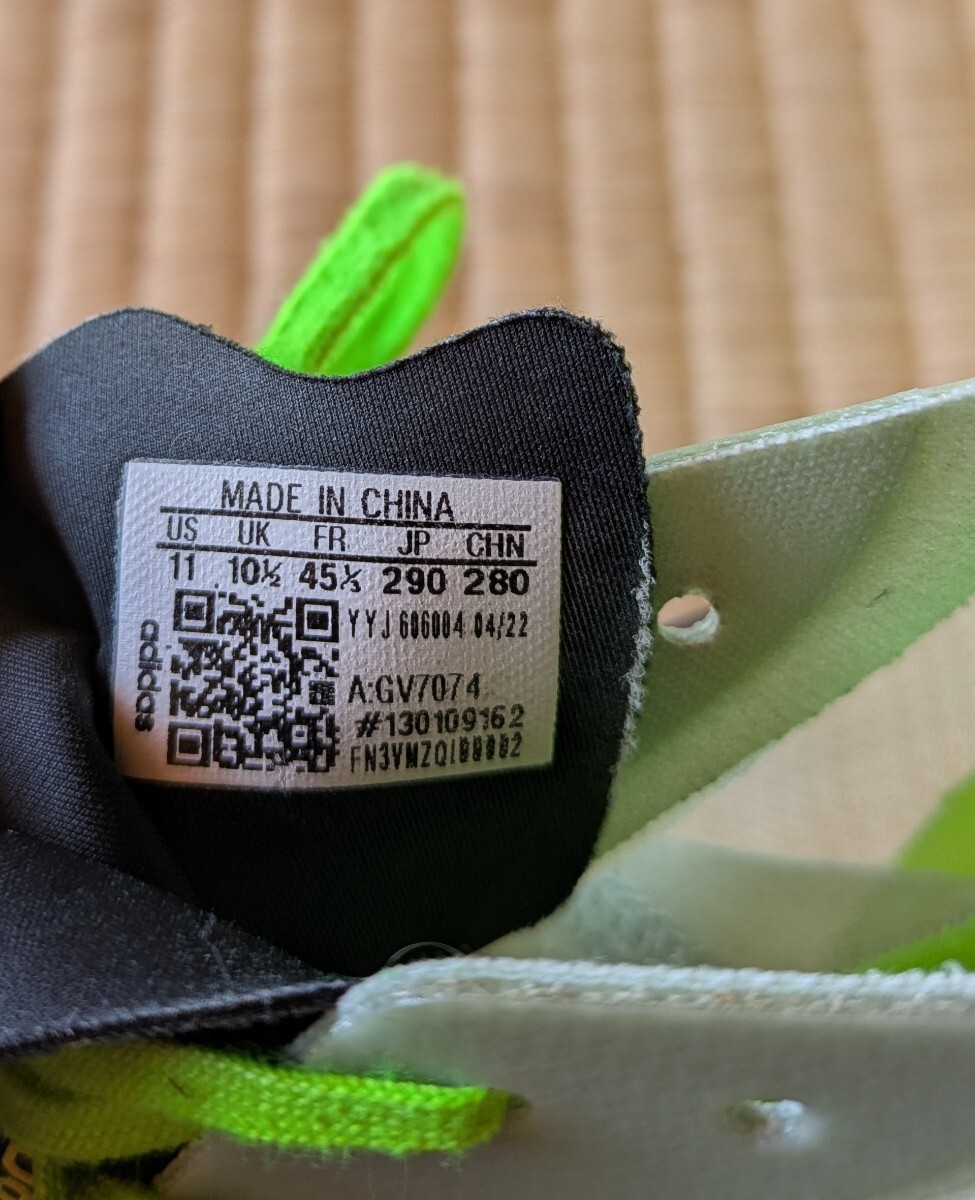 MADE IN CHINA
US UK FR JP CHN
11 10½ 45⅓ 290 280
YYJ 606004 04/22
A:GV7074
#130109162
adidas